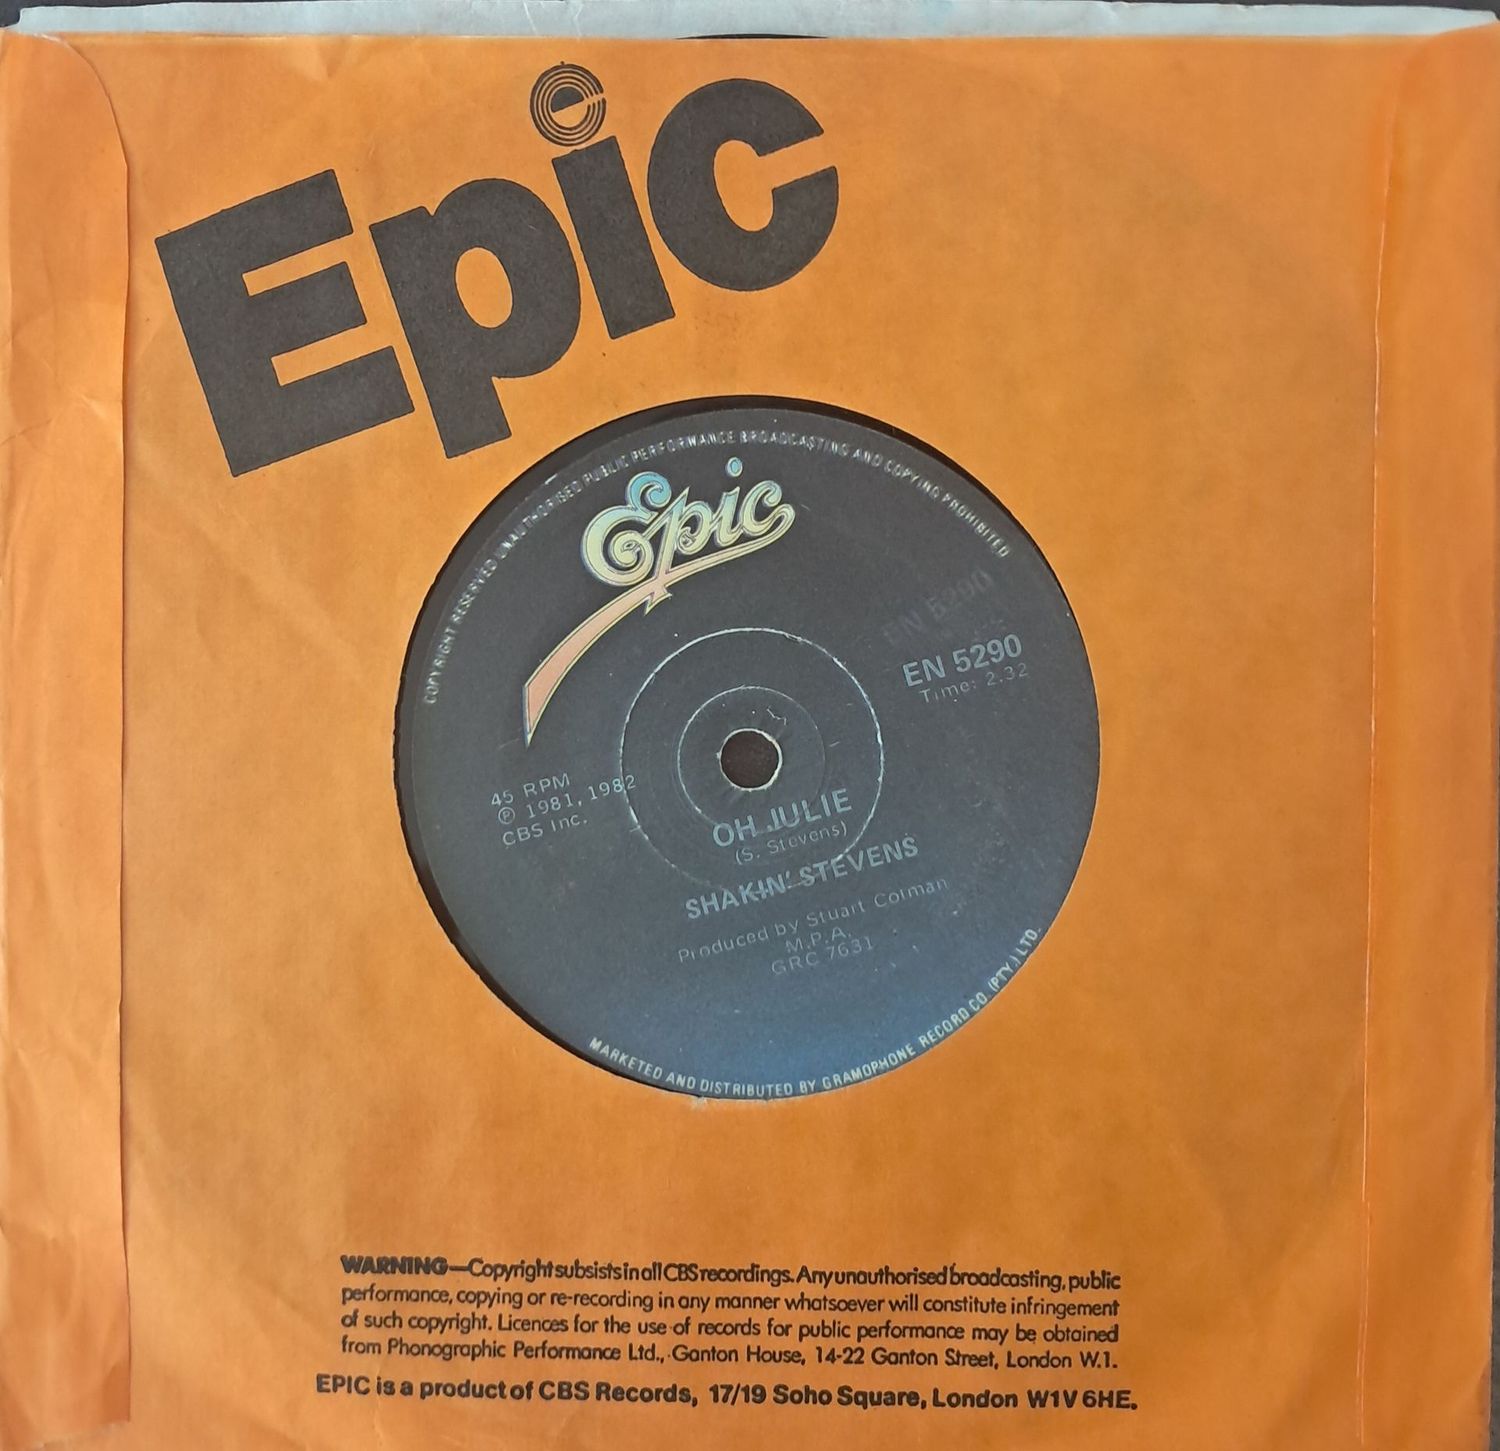 Epic
e
COPYRIGHT RESERVED UNAUTHORISED PUBLIC PERFORMANCE BROADCASTING AND COPYING PROHIBITED
Epic
EN 5290
EN 5290
Time: 2.32
45 RPM
℗ 1981, 1982
CBS Inc.
OH JULIE
(S. Stevens)
SHAKIN' STEVENS
Produced by Stuart Colman
M.P.A.
GRC 7631
MARKETED AND DISTRIBUTED BY GRAMOPHONE RECORD CO. (PTY.) LTD.
WARNING—Copyright subsists in all CBS recordings. Any unauthorised broadcasting, public
performance, copying or re-recording in any manner whatsoever will constitute infringement
of such copyright. Licences for the use of records for public performance may be obtained
from Phonographic Performance Ltd., Ganton House, 14-22 Ganton Street, London W.1.
EPIC is a product of CBS Records, 17/19 Soho Square, London W1V 6HE.